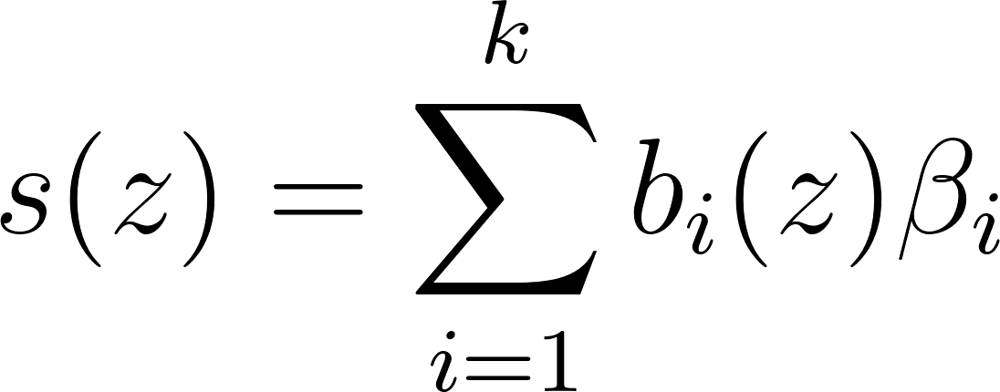 s(z) = \sum_{i=1}^{k} b_i(z)\beta_i